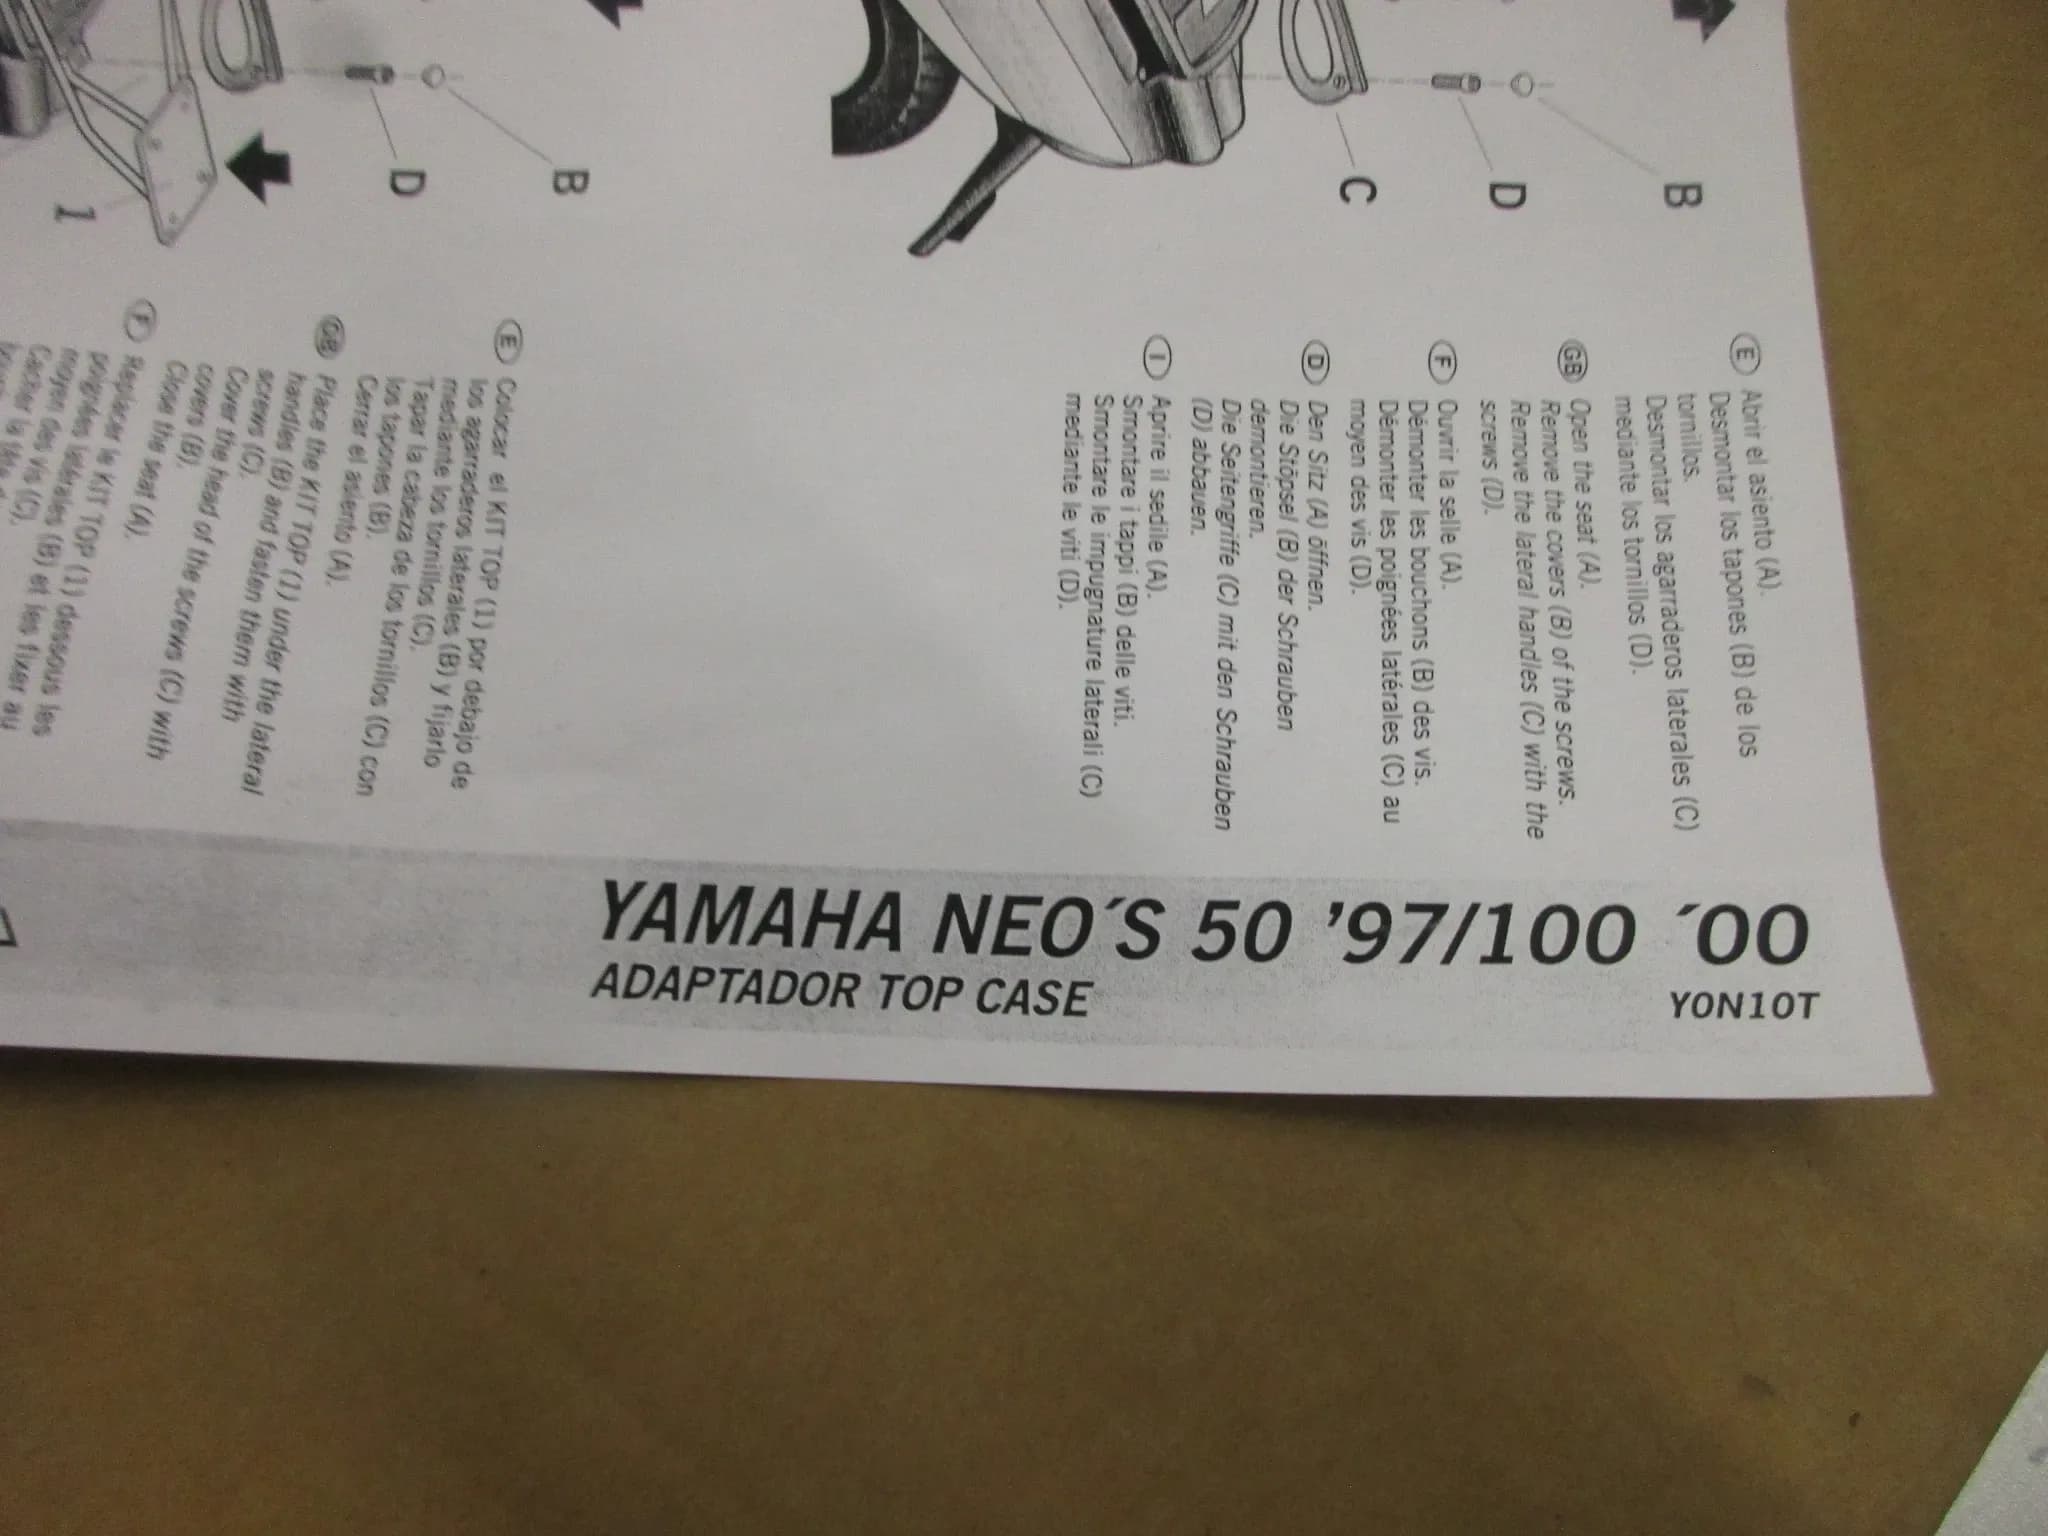 YAMAHA NEO´S 50 '97/100 ´00
ADAPTADOR TOP CASE
YON10T
B
D
C
E Abrir el asiento (A).
Desmontar los tapones (B) de los
tornillos.
Desmontar los agarraderos laterales (C)
mediante los tornillos (D).
GB Open the seat (A).
Remove the covers (B) of the screws.
Remove the lateral handles (C) with the
screws (D).
F Ouvrir la selle (A).
Démonter les bouchons (B) des vis.
Démonter les poignées latérales (C) au
moyen des vis (D).
D Den Sitz (A) öffnen.
Die Stöpsel (B) der Schrauben
demontieren.
Die Seitengriffe (C) mit den Schrauben
(D) abbauen.
I Aprire il sedile (A).
Smontare i tappi (B) delle viti.
Smontare le impugnature laterali (C)
mediante le viti (D).
B
D
1
E Colocar el KIT TOP (1) por debajo de
los agarraderos laterales (B) y fijarlo
mediante los tornillos (C).
Tapar la cabeza de los tornillos (C) con
los tapones (B).
Cerrar el asiento (A).
GB Place the KIT TOP (1) under the lateral
handles (B) and fasten them with
screws (C).
Cover the head of the screws (C) with
covers (B).
Close the seat (A).
F Replacer le KIT TOP (1) dessous les
poignées latérales (B) et les fixer au
moyen des vis (C).
Cacher la tête